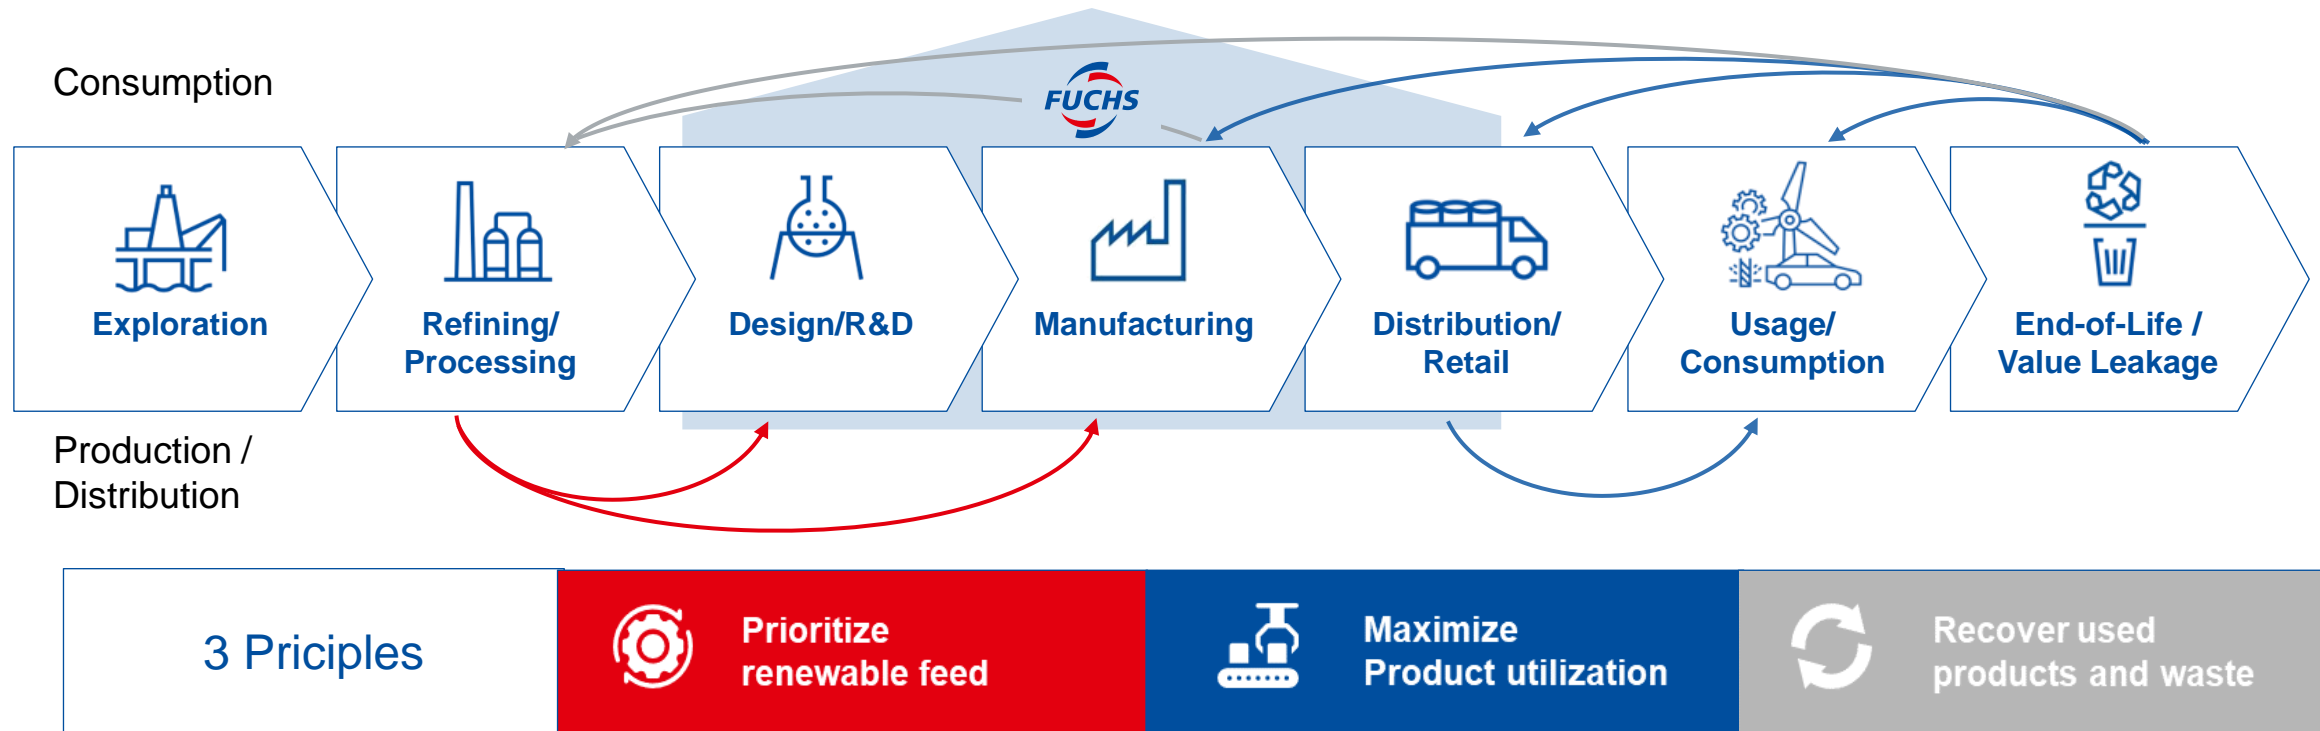 Consumption
FUCHS
Exploration
Refining/
Processing
Design/R&D
Manufacturing
Distribution/
Retail
Usage/
Consumption
End-of-Life /
Value Leakage
Production /
Distribution
3 Priciples
Prioritize
renewable feed
Maximize
Product utilization
Recover used
products and waste